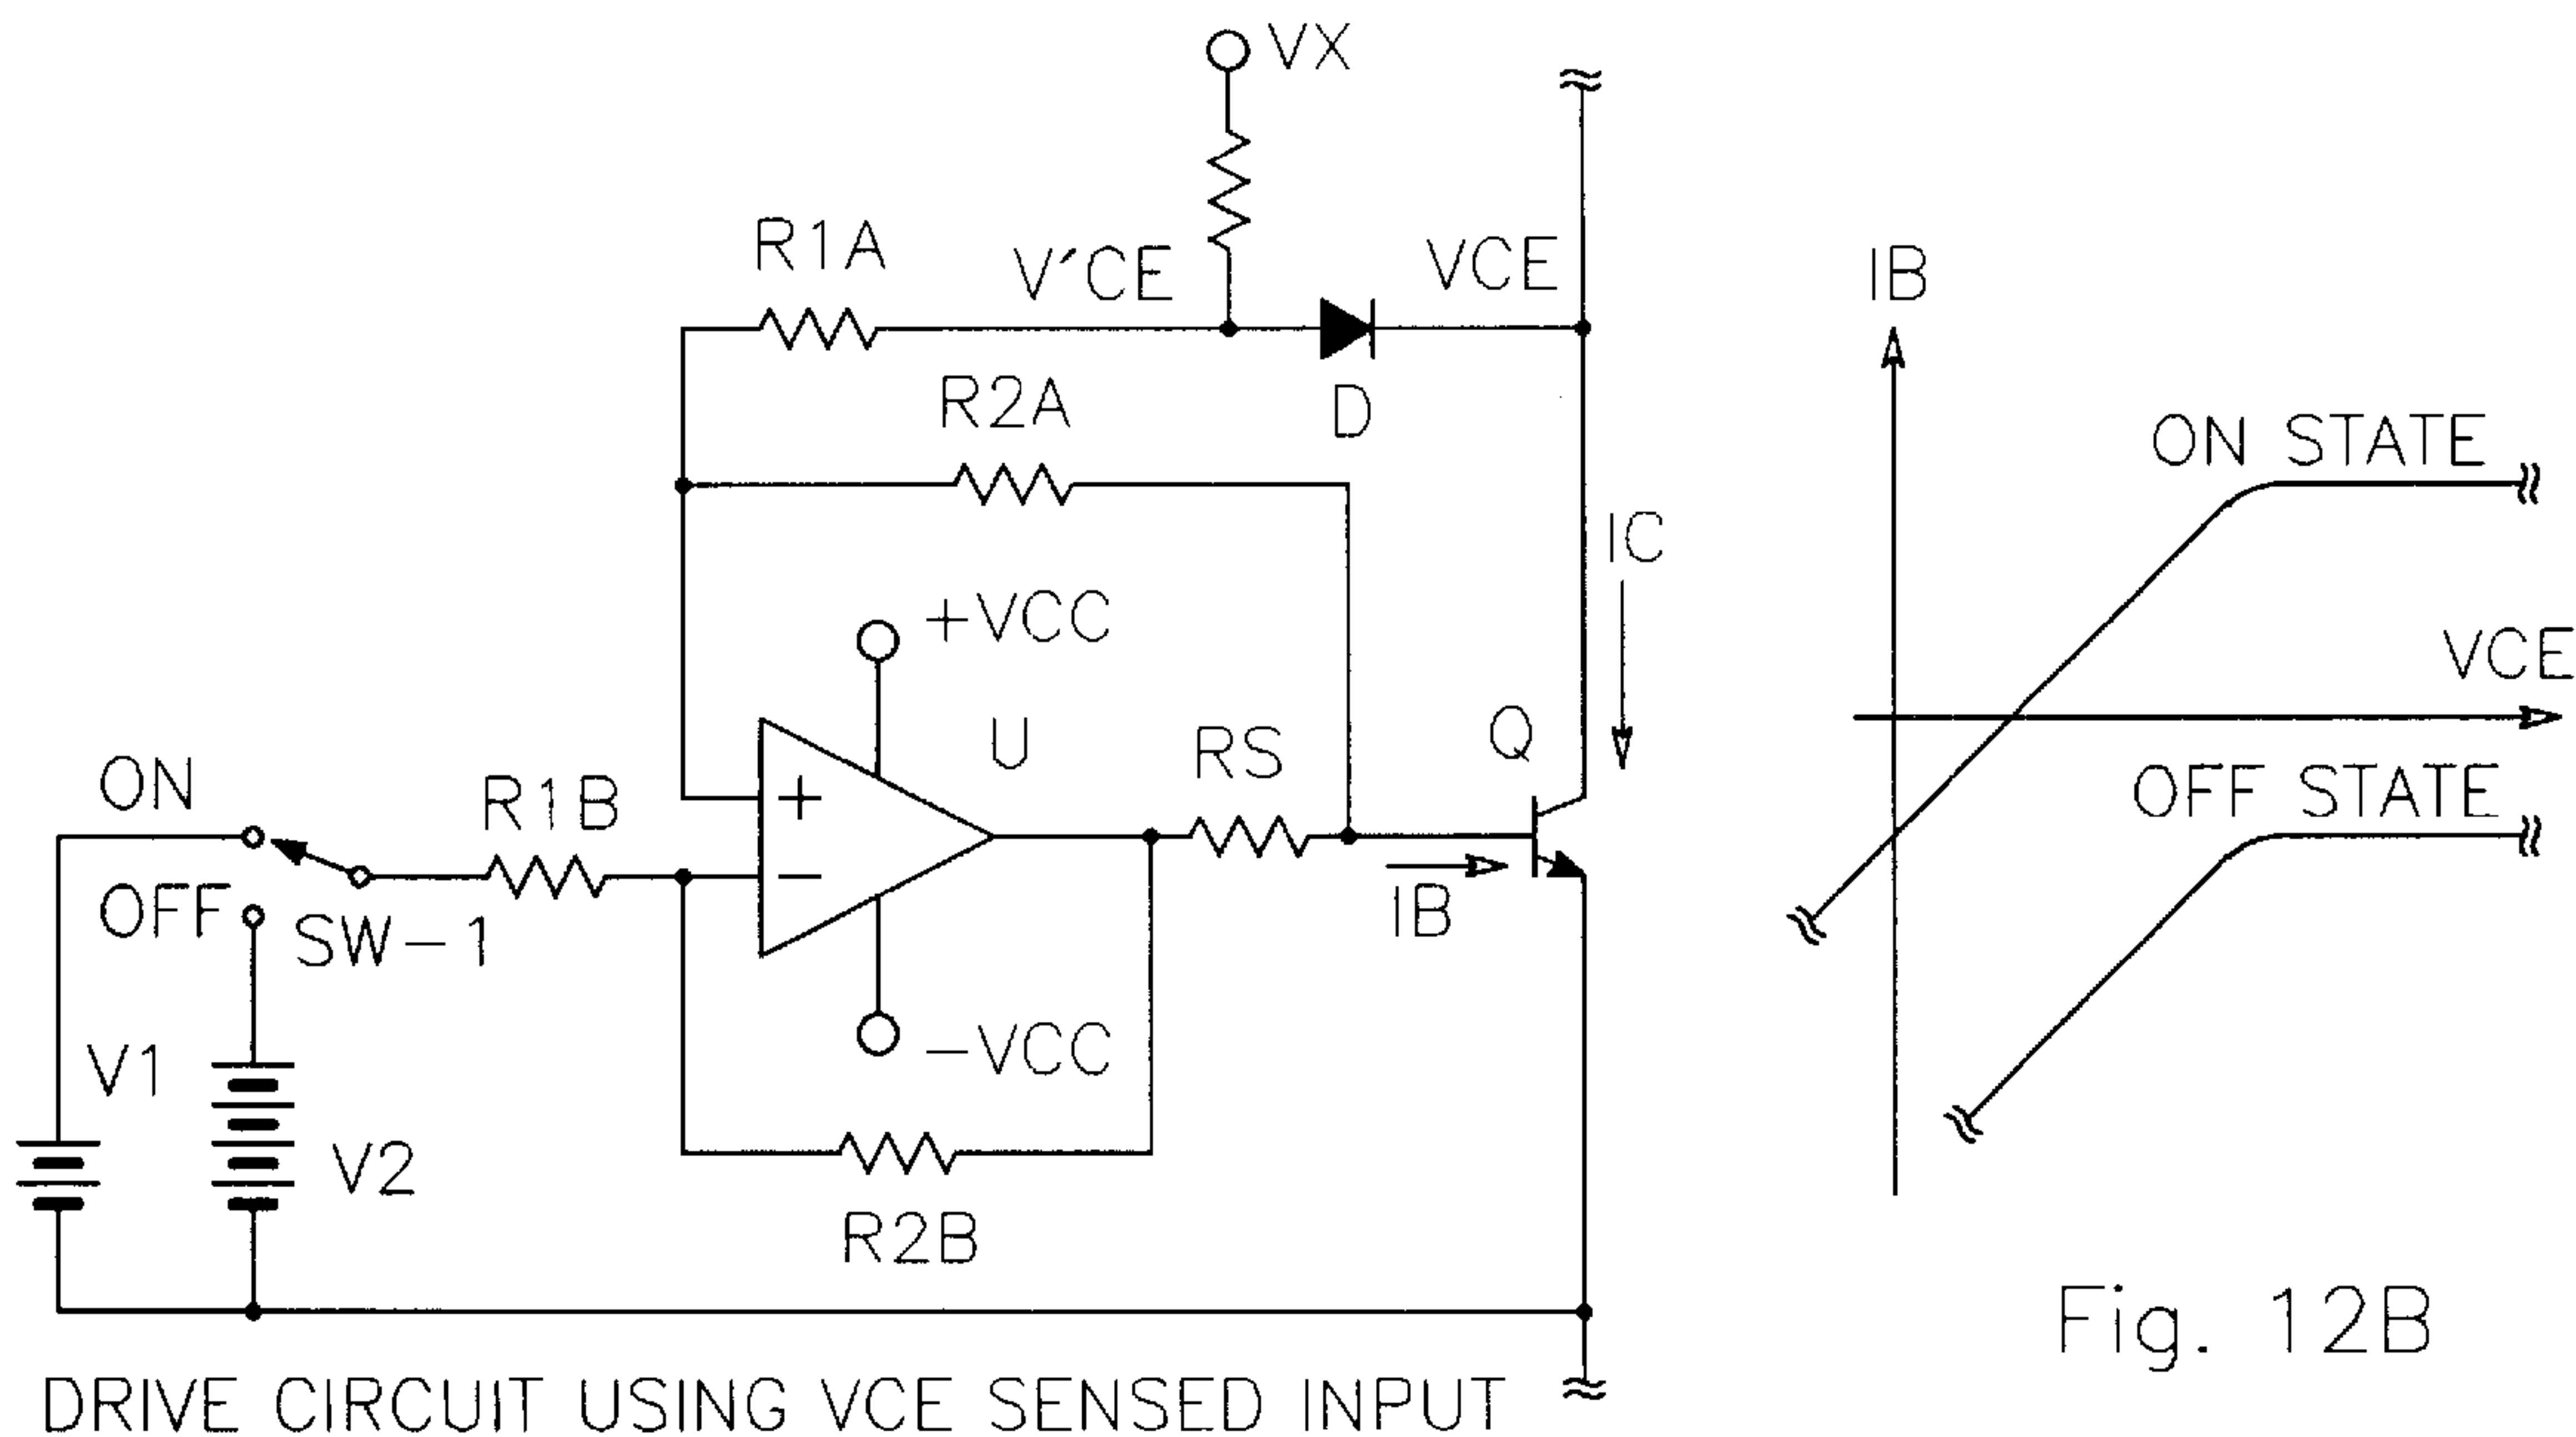 VX
R1A
V'CE
VCE
IB
R2A
D
ON STATE
IC
+VCC
VCE
U
RS
Q
ON
R1B
+
OFF STATE
OFF
SW-1
−
IB
V1
−VCC
V2
R2B
Fig. 12B
DRIVE CIRCUIT USING VCE SENSED INPUT